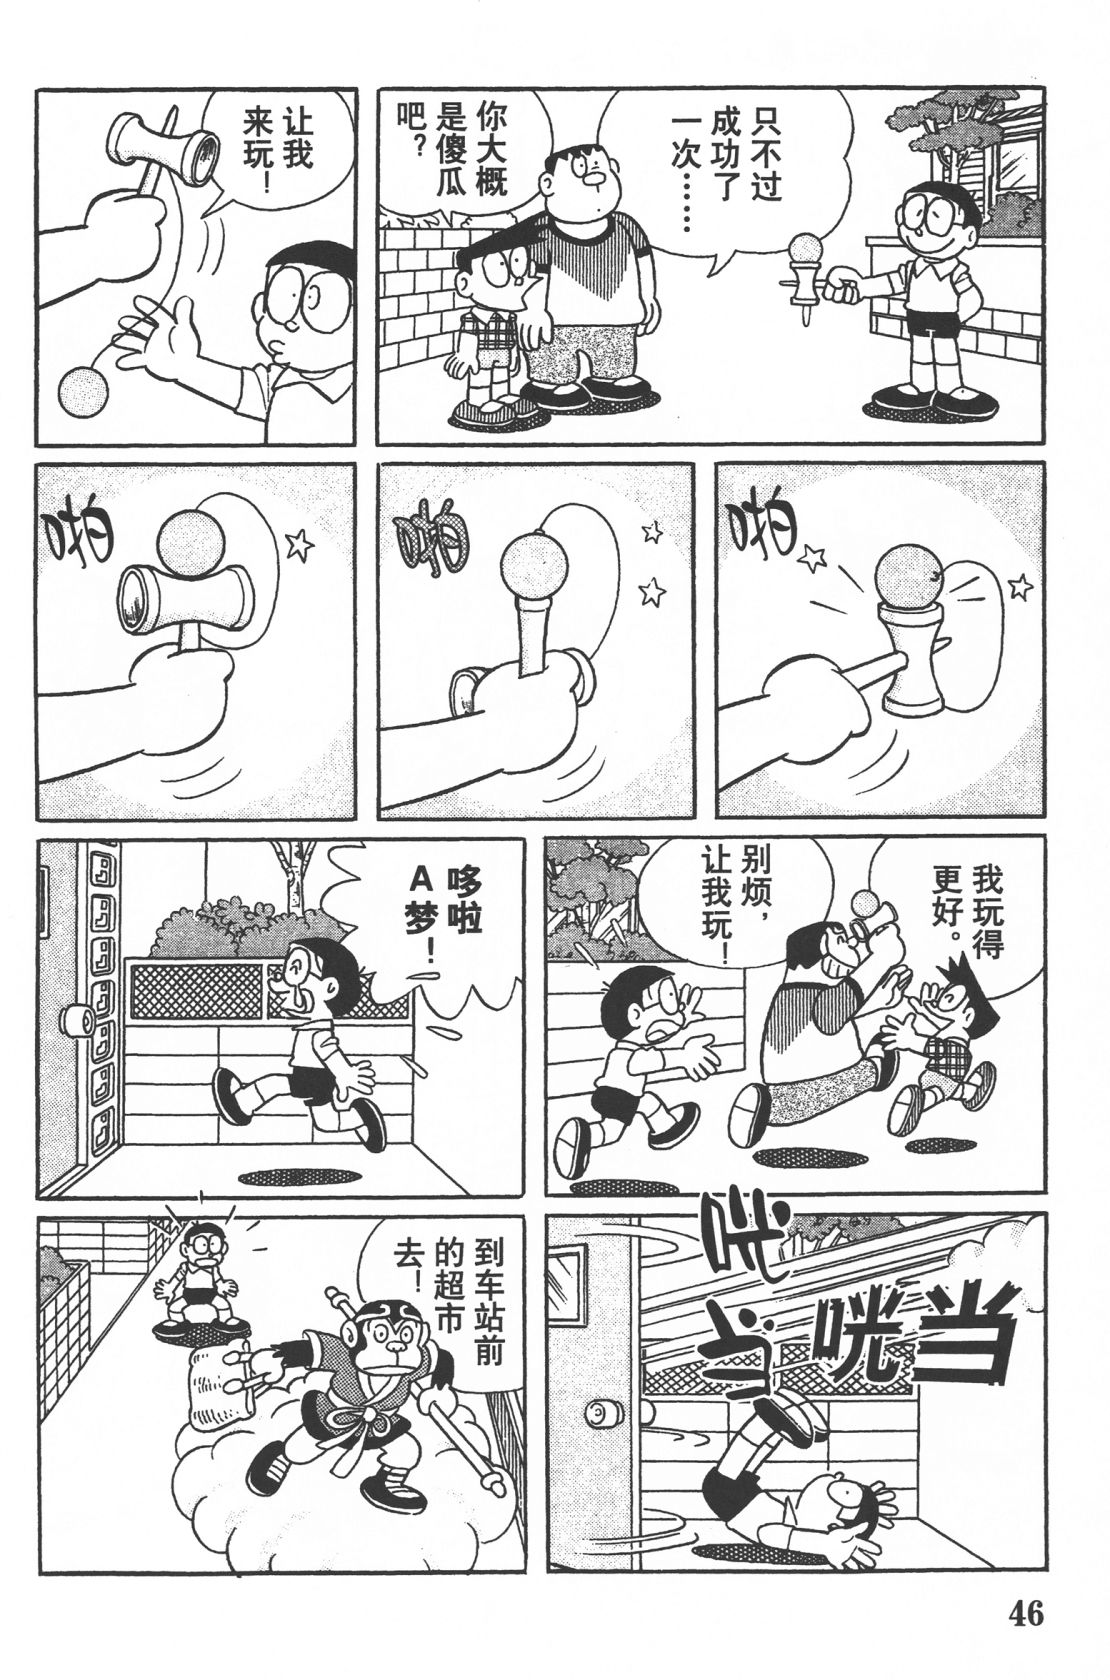 只不过
成功了
一次……
你大概
是傻瓜
吧？
让我
来玩！
啪
啪
啪
我玩得
更好。
别烦，
让我玩！
哆啦
A梦！
咣当
咣当
到车站前
的超市
去！
46